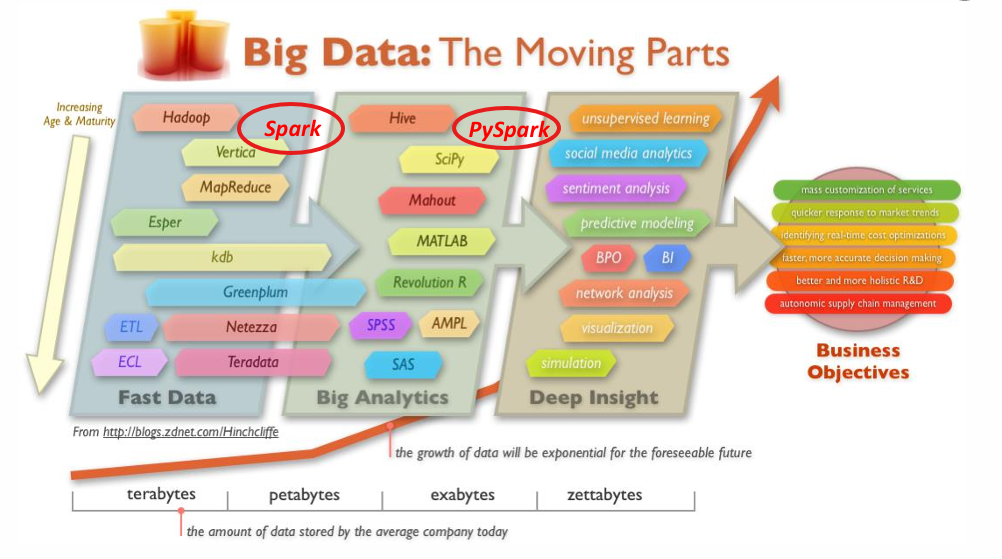 Big Data: The Moving Parts
Increasing
Age & Maturity
Hadoop
Spark
Vertica
MapReduce
Esper
kdb
Greenplum
ETL
Netezza
ECL
Teradata
Fast Data
Hive
PySpark
SciPy
Mahout
MATLAB
Revolution R
SPSS
AMPL
SAS
Big Analytics
unsupervised learning
social media analytics
sentiment analysis
predictive modeling
BPO
BI
network analysis
visualization
simulation
Deep Insight
mass customization of services
quicker response to market trends
identifying real-time cost optimizations
faster, more accurate decision making
better and more holistic R&D
autonomic supply chain management
Business
Objectives
From http://blogs.zdnet.com/Hinchcliffe
the growth of data will be exponential for the foreseeable future
terabytes
petabytes
exabytes
zettabytes
the amount of data stored by the average company today